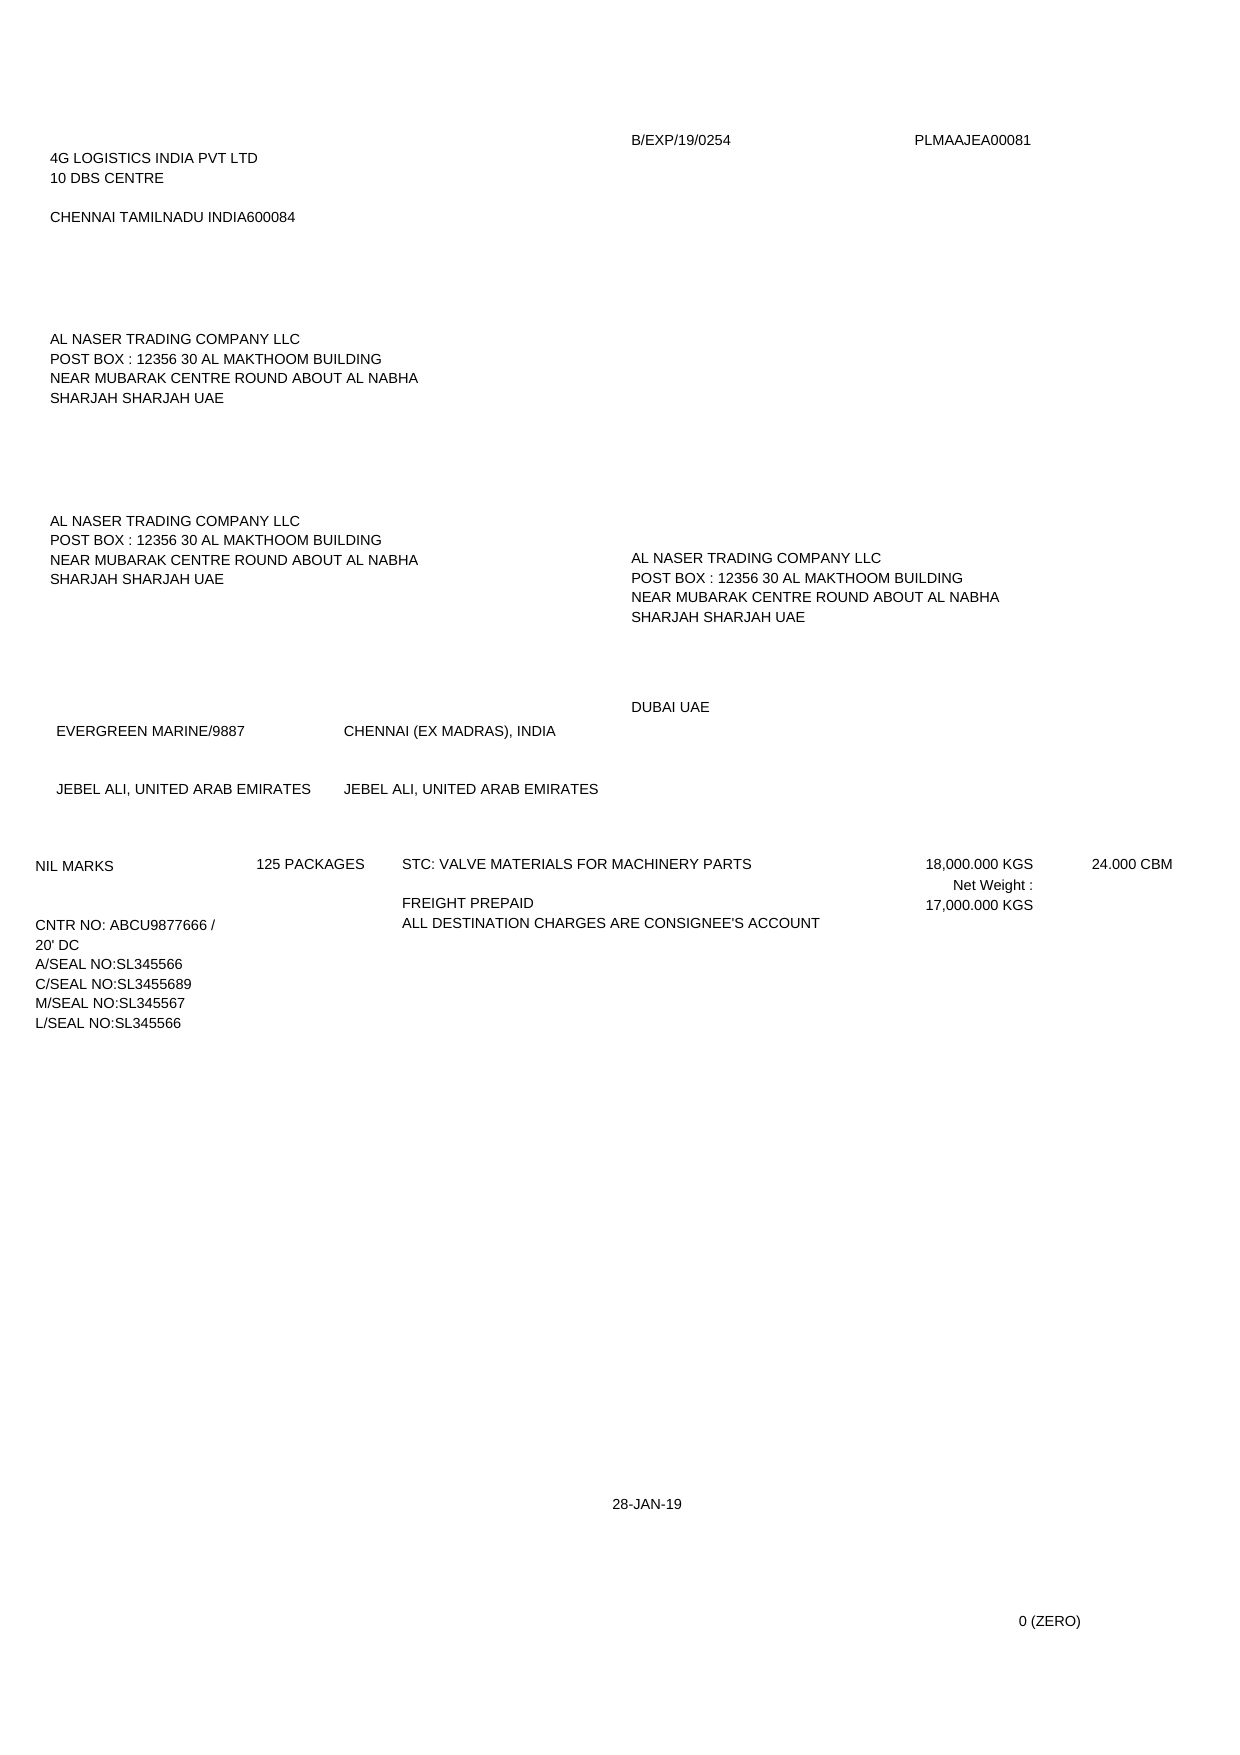 B/EXP/19/0254 PLMAAJEA00081
4G LOGISTICS INDIA PVT LTD
10 DBS CENTRE
CHENNAI TAMILNADU INDIA600084
AL NASER TRADING COMPANY LLC
POST BOX : 12356 30 AL MAKTHOOM BUILDING
NEAR MUBARAK CENTRE ROUND ABOUT AL NABHA
SHARJAH SHARJAH UAE
AL NASER TRADING COMPANY LLC
POST BOX : 12356 30 AL MAKTHOOM BUILDING
NEAR MUBARAK CENTRE ROUND ABOUT AL NABHA
SHARJAH SHARJAH UAE
AL NASER TRADING COMPANY LLC
POST BOX : 12356 30 AL MAKTHOOM BUILDING
NEAR MUBARAK CENTRE ROUND ABOUT AL NABHA
SHARJAH SHARJAH UAE
DUBAI UAE
EVERGREEN MARINE/9887 CHENNAI (EX MADRAS), INDIA
JEBEL ALI, UNITED ARAB EMIRATES JEBEL ALI, UNITED ARAB EMIRATES
NIL MARKS 125 PACKAGES STC: VALVE MATERIALS FOR MACHINERY PARTS 18,000.000 KGS 24.000 CBM
Net Weight :
FREIGHT PREPAID 17,000.000 KGS
ALL DESTINATION CHARGES ARE CONSIGNEE'S ACCOUNT
CNTR NO: ABCU9877666 /
20' DC
A/SEAL NO:SL345566
C/SEAL NO:SL3455689
M/SEAL NO:SL345567
L/SEAL NO:SL345566
28-JAN-19
0 (ZERO)